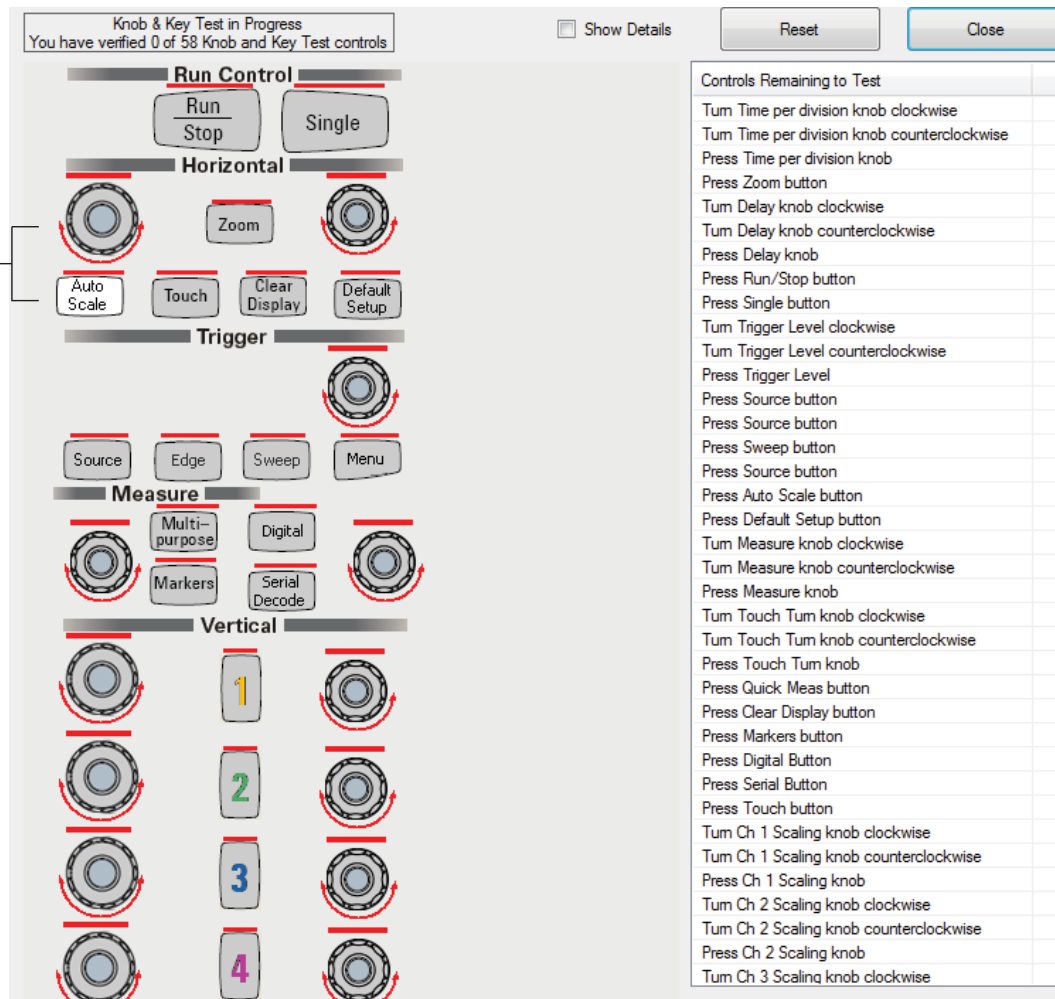 Knob & Key Test in Progress
You have verified 0 of 58 Knob and Key Test controls
Show Details
Reset
Close
Run Control
Run
Stop
Single
Horizontal
Zoom
Auto
Scale
Touch
Clear
Display
Default
Setup
Trigger
Source
Edge
Sweep
Menu
Measure
Multi-
purpose
Digital
Markers
Serial
Decode
Vertical
1
2
3
4
Controls Remaining to Test
Turn Time per division knob clockwise
Turn Time per division knob counterclockwise
Press Time per division knob
Press Zoom button
Turn Delay knob clockwise
Turn Delay knob counterclockwise
Press Delay knob
Press Run/Stop button
Press Single button
Turn Trigger Level clockwise
Turn Trigger Level counterclockwise
Press Trigger Level
Press Source button
Press Source button
Press Sweep button
Press Source button
Press Auto Scale button
Press Default Setup button
Turn Measure knob clockwise
Turn Measure knob counterclockwise
Press Measure knob
Turn Touch Turn knob clockwise
Turn Touch Turn knob counterclockwise
Press Touch Turn knob
Press Quick Meas button
Press Clear Display button
Press Markers button
Press Digital Button
Press Serial Button
Press Touch button
Turn Ch 1 Scaling knob clockwise
Turn Ch 1 Scaling knob counterclockwise
Press Ch 1 Scaling knob
Turn Ch 2 Scaling knob clockwise
Turn Ch 2 Scaling knob counterclockwise
Press Ch 2 Scaling knob
Turn Ch 3 Scaling knob clockwise